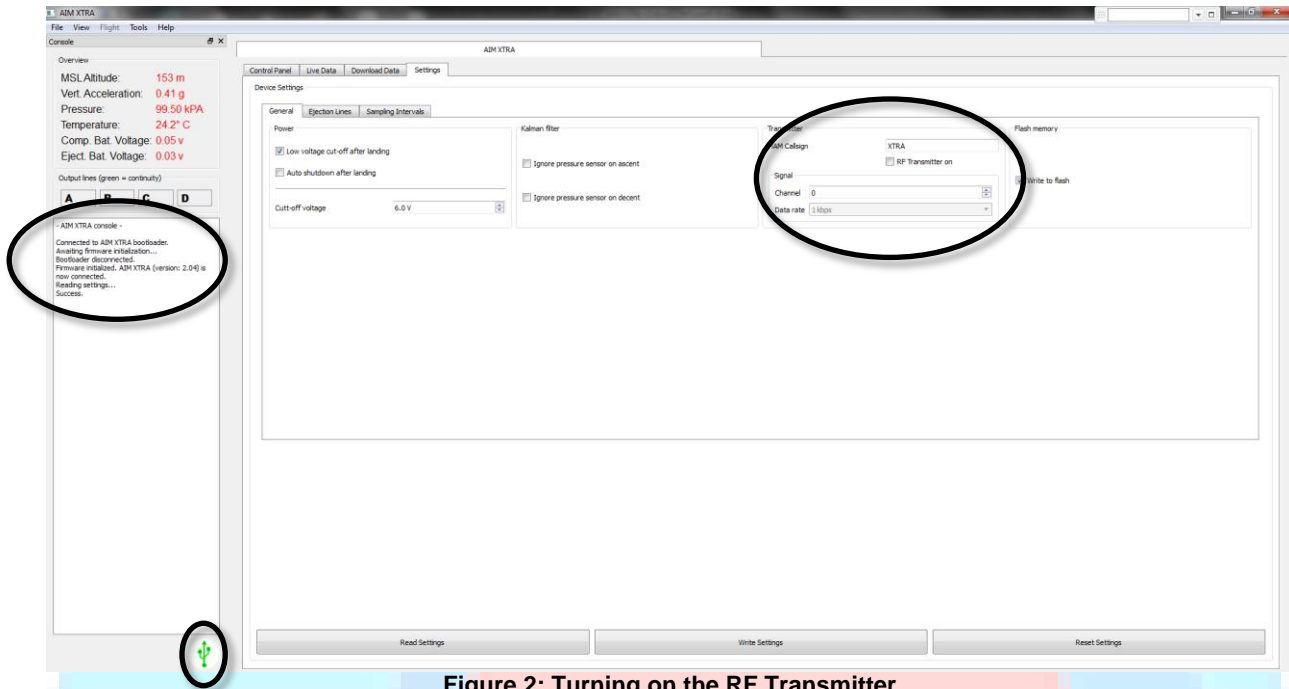 AIM XTRA
File View Flight Tools Help
Console
AIM XTRA
Overview
MSL Altitude: 153 m
Vert. Acceleration: 0.41 g
Pressure: 99.50 kPA
Temperature: 24.2° C
Comp. Bat. Voltage: 0.05 v
Eject. Bat. Voltage: 0.03 v
Output lines (green = continuity)
A B C D
- AIM XTRA console -
Connected to AIM XTRA bootloader.
Awaiting firmware initialization...
Bootloader disconnected.
Firmware initialized. AIM XTRA (version: 2.04) is
now connected.
Reading settings...
Success.
Control Panel Live Data Download Data Settings
Device Settings
General Ejection Lines Sampling Intervals
Power
Low voltage cut-off after landing
Auto shutdown after landing
Cutt-off voltage 6.0 V
Kalman filter
Ignore pressure sensor on ascent
Ignore pressure sensor on decent
Transmitter
HAM Callsign XTRA
RF Transmitter on
Signal
Channel 0
Data rate 1 kbps
Flash memory
Write to flash
Read Settings Write Settings Reset Settings
Figure 2: Turning on the RF Transmitter